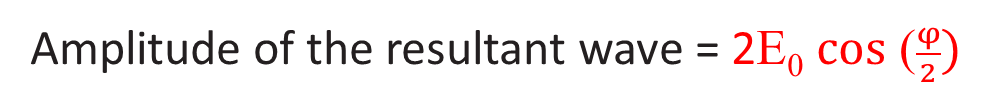 Amplitude of the resultant wave = 2E₀ cos (φ/2)